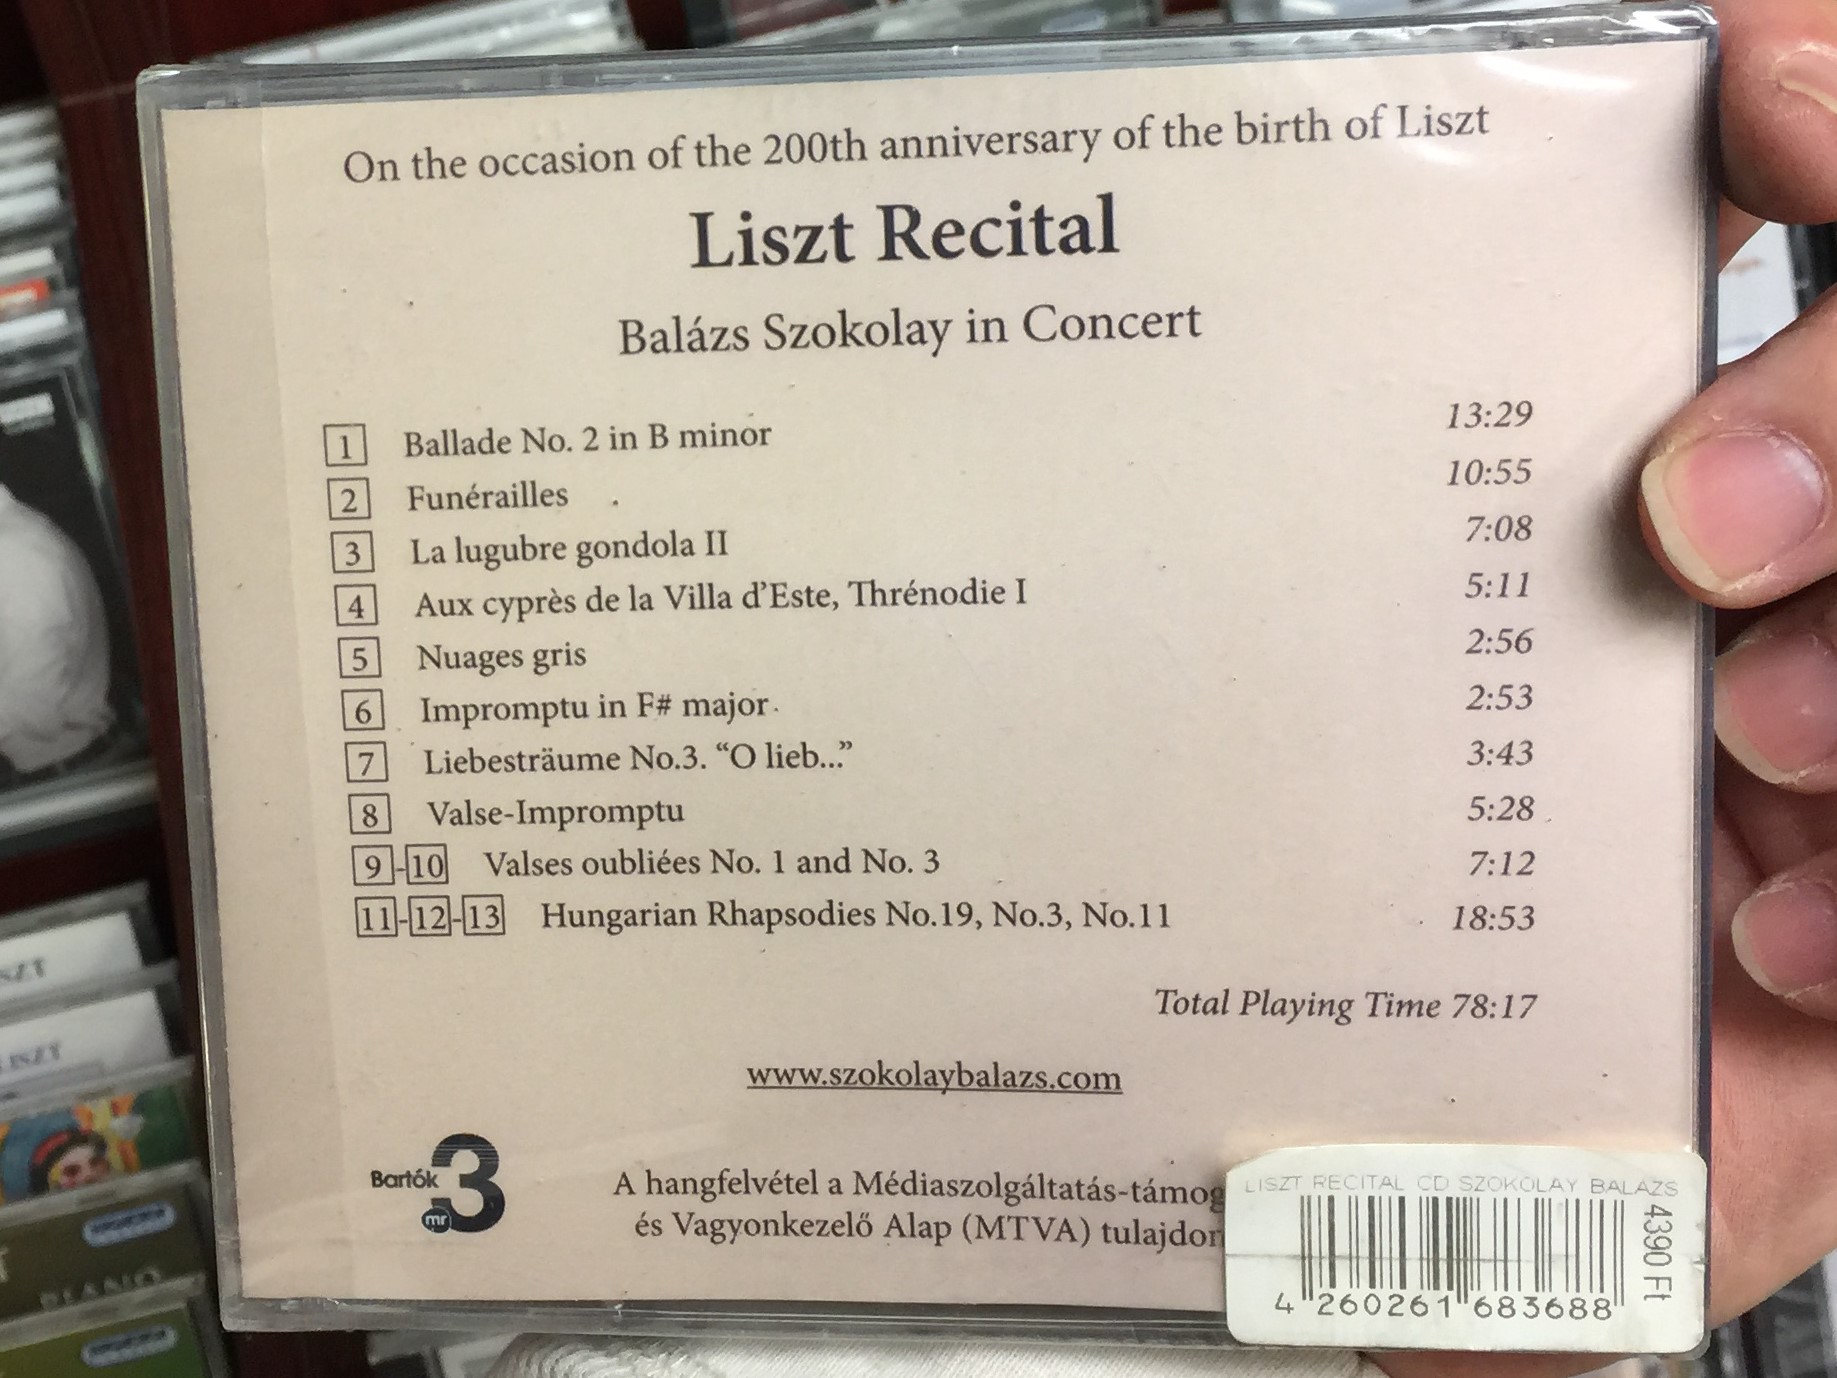 On the occasion of the 200th anniversary of the birth of Liszt
Liszt Recital
Balázs Szokolay in Concert
1 Ballade No. 2 in B minor 13:29
2 Funérailles 10:55
3 La lugubre gondola II 7:08
4 Aux cyprès de la Villa d'Este, Thrénodie I 5:11
5 Nuages gris 2:56
6 Impromptu in F# major 2:53
7 Liebesträume No.3. “O lieb...” 3:43
8 Valse-Impromptu 5:28
9-10 Valses oubliées No. 1 and No. 3 7:12
11-12-13 Hungarian Rhapsodies No.19, No.3, No.11 18:53
Total Playing Time 78:17
www.szokolaybalazs.com
Bartók 3
mr
A hangfelvétel a Médiaszolgáltatás-támog
és Vagyonkezelő Alap (MTVA) tulajdon
LISZT RECITAL CD SZOKOLAY BALÁZS
4390 Ft
4 260261 683688